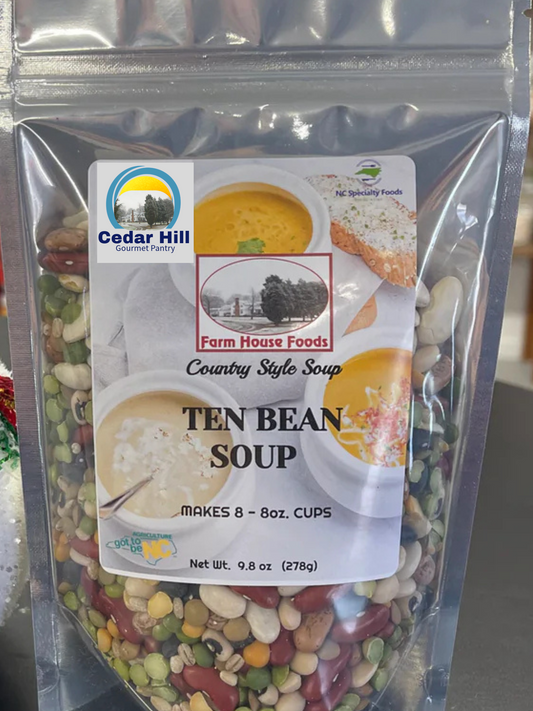 Cedar Hill
Gourmet Pantry
NC Specialty Foods
Farm House Foods
Country Style Soup
TEN BEAN
SOUP
MAKES 8 - 8oz. CUPS
AGRICULTURE
got to
be NC
Net Wt. 9.8 oz (278g)